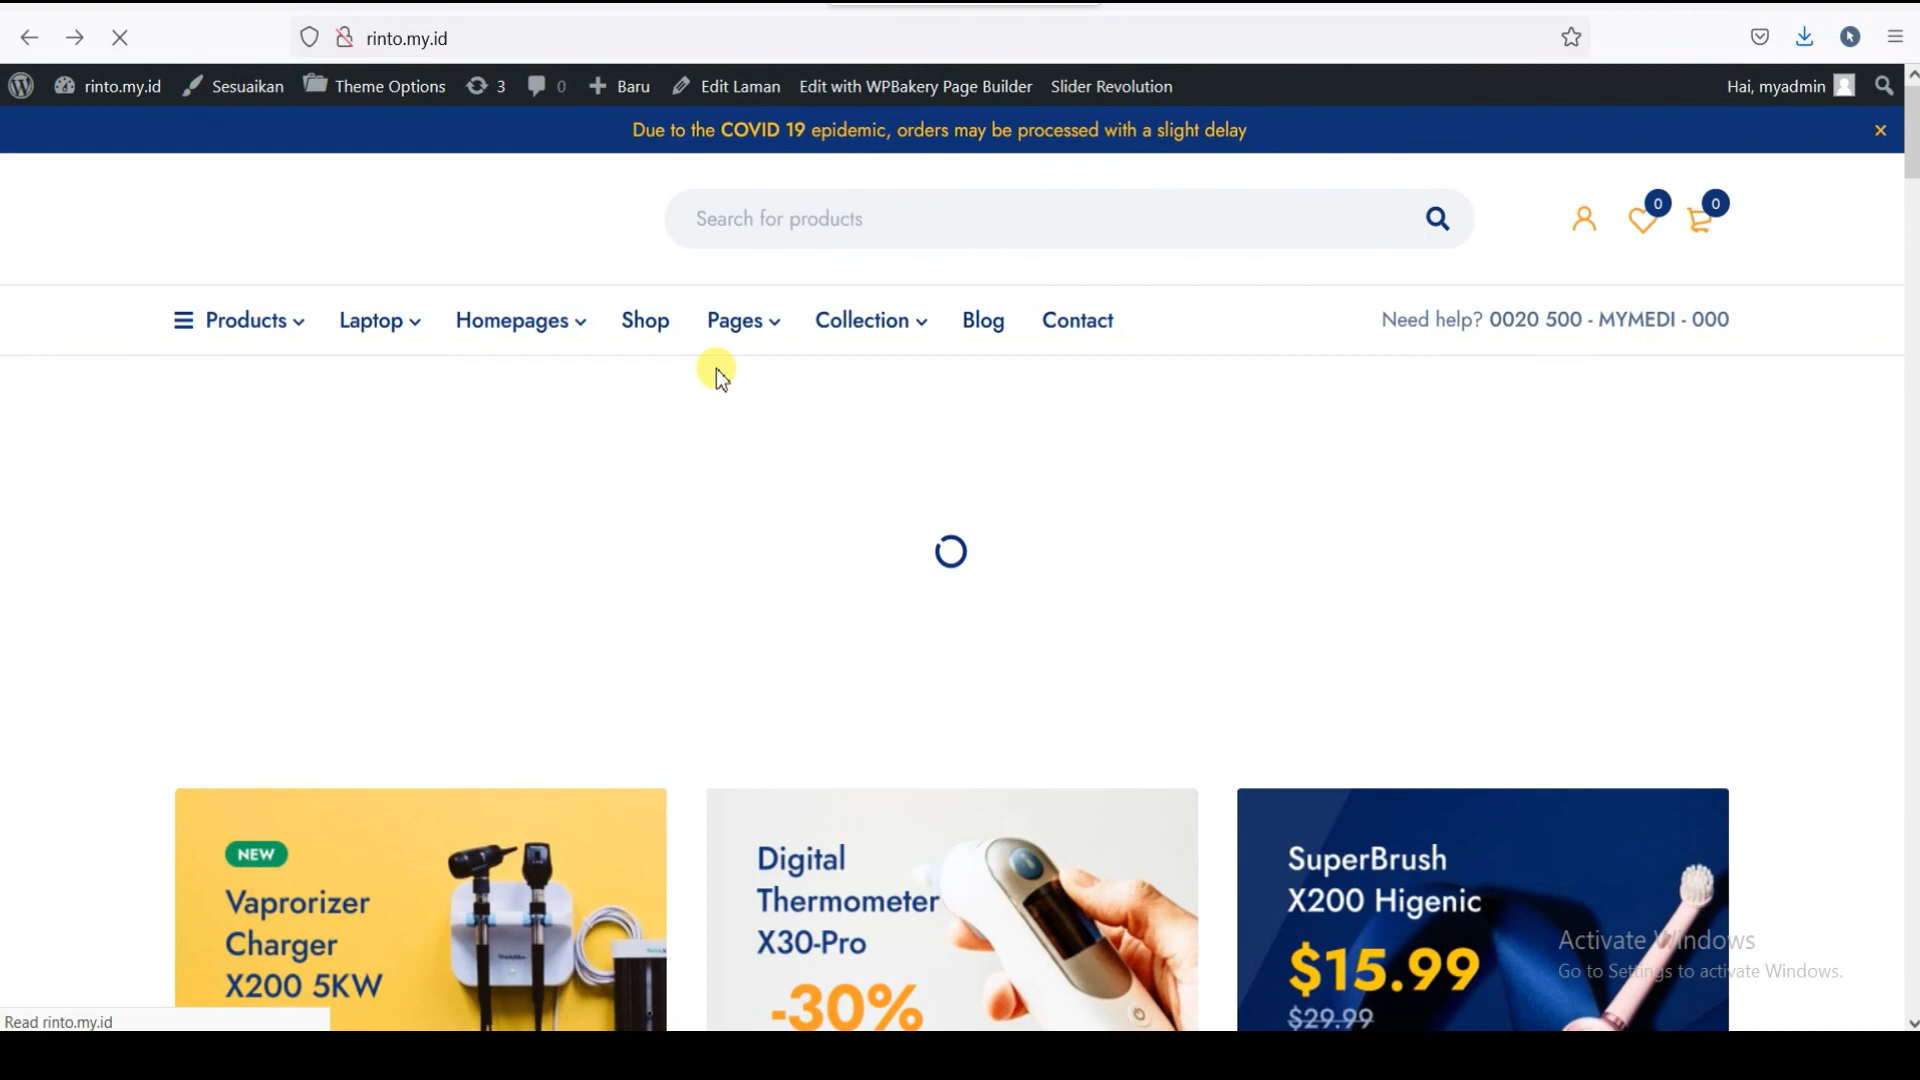 rinto.my.id
rinto.my.id Sesuaikan Theme Options 3 0 Baru Edit Laman Edit with WPBakery Page Builder Slider Revolution Hai, myadmin
Due to the COVID 19 epidemic, orders may be processed with a slight delay
Search for products
0 0
Products Laptop Homepages Shop Pages Collection Blog Contact Need help? 0020 500 - MYMEDI - 000
NEW
Vaprorizer
Charger
X200 5KW
Digital
Thermometer
X30-Pro
-30%
SuperBrush
X200 Higenic
$15.99
$29.99
Activate Windows
Go to Settings to activate Windows.
Read rinto.my.id